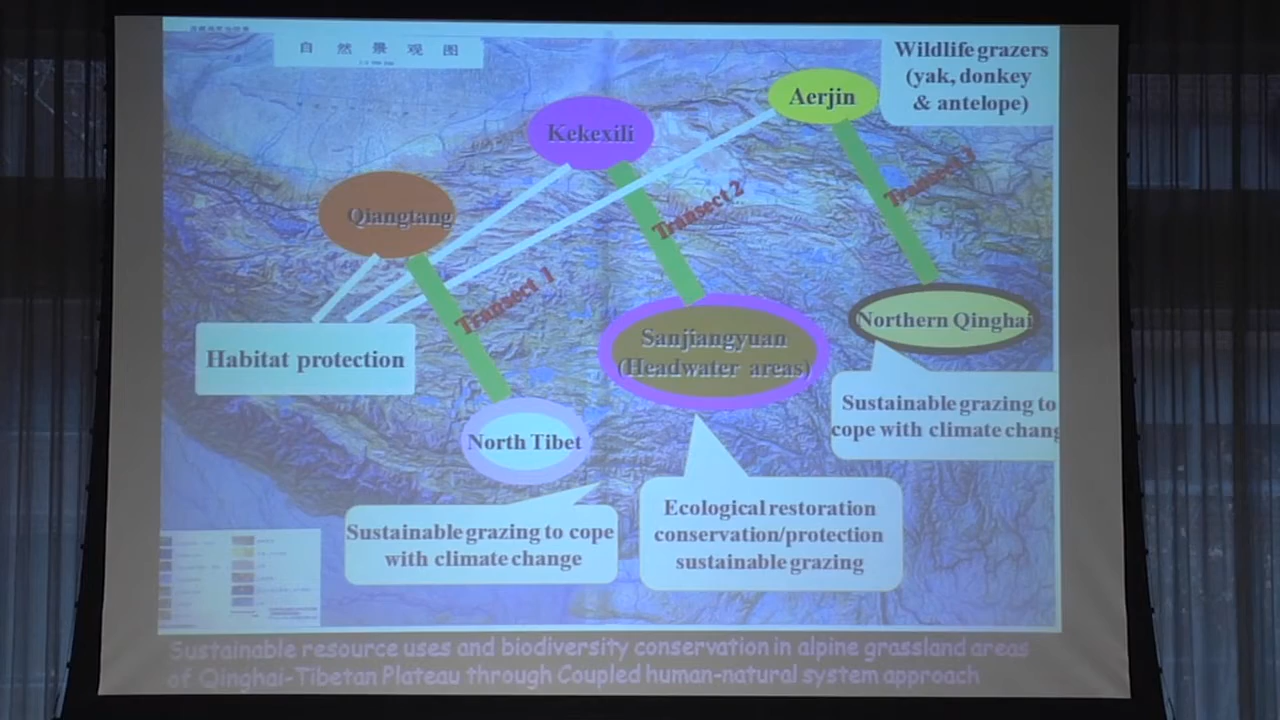 自然景观图
Wildlife grazers
(yak, donkey
& antelope)
Aerjin
Kekexili
Qiangtang
Transect 1
Transect 2
Transect 3
Habitat protection
Sanjiangyuan
(Headwater areas)
Northern Qinghai
North Tibet
Sustainable grazing to
cope with climate chang
Sustainable grazing to cope
with climate change
Ecological restoration
conservation/protection
sustainable grazing
Sustainable resource uses and biodiversity conservation in alpine grassland areas
of Qinghai-Tibetan Plateau through Coupled human-natural system approach